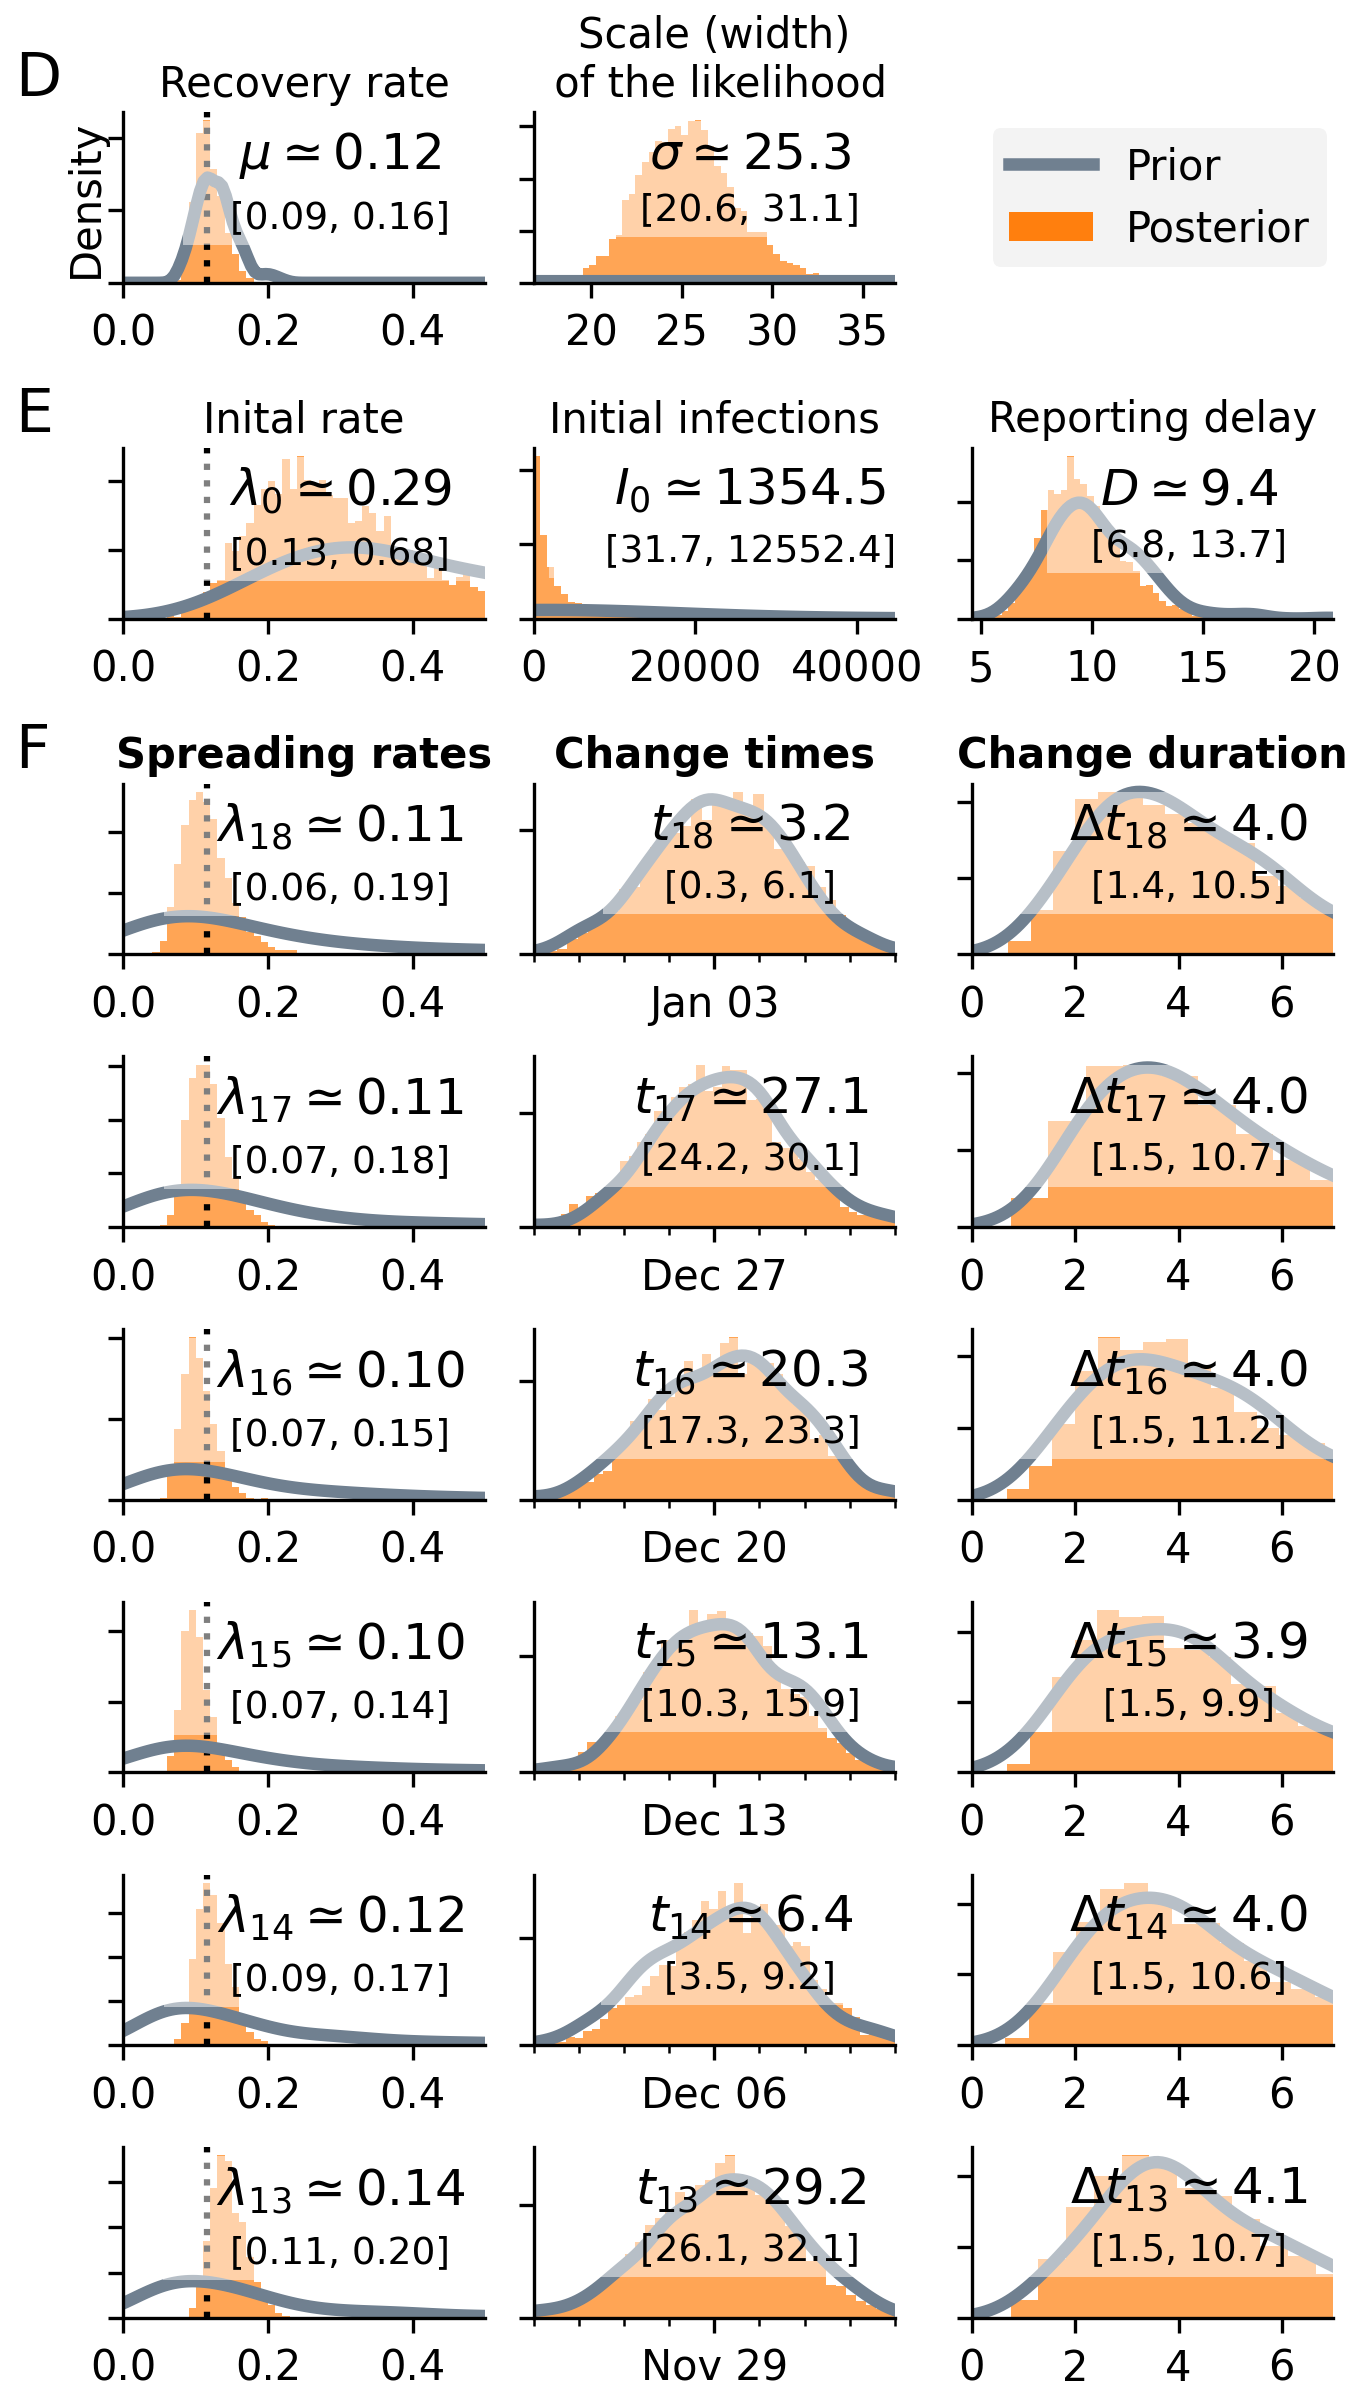 D
Recovery rate
Scale (width)
of the likelihood
Density
μ ≃ 0.12
[0.09, 0.16]
σ ≃ 25.3
[20.6, 31.1]
Prior
Posterior
0.0 0.2 0.4
20 25 30 35
E
Inital rate
Initial infections
Reporting delay
λ0 ≃ 0.29
[0.13, 0.68]
I0 ≃ 1354.5
[31.7, 12552.4]
D ≃ 9.4
[6.8, 13.7]
0.0 0.2 0.4
0 20000 40000
5 10 15 20
F
Spreading rates
Change times
Change duration
λ18 ≃ 0.11
[0.06, 0.19]
t18 ≃ 3.2
[0.3, 6.1]
Δt18 ≃ 4.0
[1.4, 10.5]
0.0 0.2 0.4
Jan 03
0 2 4 6
λ17 ≃ 0.11
[0.07, 0.18]
t17 ≃ 27.1
[24.2, 30.1]
Δt17 ≃ 4.0
[1.5, 10.7]
0.0 0.2 0.4
Dec 27
0 2 4 6
λ16 ≃ 0.10
[0.07, 0.15]
t16 ≃ 20.3
[17.3, 23.3]
Δt16 ≃ 4.0
[1.5, 11.2]
0.0 0.2 0.4
Dec 20
0 2 4 6
λ15 ≃ 0.10
[0.07, 0.14]
t15 ≃ 13.1
[10.3, 15.9]
Δt15 ≃ 3.9
[1.5, 9.9]
0.0 0.2 0.4
Dec 13
0 2 4 6
λ14 ≃ 0.12
[0.09, 0.17]
t14 ≃ 6.4
[3.5, 9.2]
Δt14 ≃ 4.0
[1.5, 10.6]
0.0 0.2 0.4
Dec 06
0 2 4 6
λ13 ≃ 0.14
[0.11, 0.20]
t13 ≃ 29.2
[26.1, 32.1]
Δt13 ≃ 4.1
[1.5, 10.7]
0.0 0.2 0.4
Nov 29
0 2 4 6